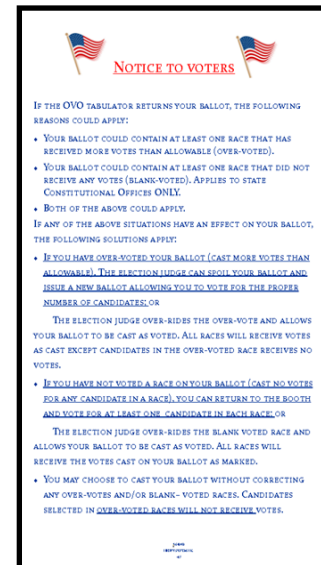 NOTICE TO VOTERS
IF THE OVO TABULATOR RETURNS YOUR BALLOT, THE FOLLOWING
REASONS COULD APPLY:
• YOUR BALLOT COULD CONTAIN AT LEAST ONE RACE THAT HAS
RECEIVED MORE VOTES THAN ALLOWABLE (OVER-VOTED).
• YOUR BALLOT COULD CONTAIN AT LEAST ONE RACE THAT DID NOT
RECEIVE ANY VOTES (BLANK-VOTED). APPLIES TO STATE
CONSTITUTIONAL OFFICES ONLY.
• BOTH OF THE ABOVE COULD APPLY.
IF ANY OF THE ABOVE SITUATIONS HAVE AN EFFECT ON YOUR BALLOT,
THE FOLLOWING SOLUTIONS APPLY:
• IF YOU HAVE OVER-VOTED YOUR BALLOT (CAST MORE VOTES THAN
ALLOWABLE). THE ELECTION JUDGE CAN SPOIL YOUR BALLOT AND
ISSUE A NEW BALLOT ALLOWING YOU TO VOTE FOR THE PROPER
NUMBER OF CANDIDATES; OR
THE ELECTION JUDGE OVER-RIDES THE OVER-VOTE AND ALLOWS
YOUR BALLOT TO BE CAST AS VOTED. ALL RACES WILL RECEIVE VOTES
AS CAST EXCEPT CANDIDATES IN THE OVER-VOTED RACE RECEIVES NO
VOTES.
• IF YOU HAVE NOT VOTED A RACE ON YOUR BALLOT (CAST NO VOTES
FOR ANY CANDIDATE IN A RACE). YOU CAN RETURN TO THE BOOTH
AND VOTE FOR AT LEAST ONE CANDIDATE IN EACH RACE; OR
THE ELECTION JUDGE OVER-RIDES THE BLANK VOTED RACE AND
ALLOWS YOUR BALLOT TO BE CAST AS VOTED. ALL RACES WILL
RECEIVE THE VOTES CAST ON YOUR BALLOT AS MARKED.
• YOU MAY CHOOSE TO CAST YOUR BALLOT WITHOUT CORRECTING
ANY OVER-VOTES AND/OR BLANK- VOTED RACES. CANDIDATES
SELECTED IN OVER-VOTED RACES WILL NOT RECEIVE VOTES.